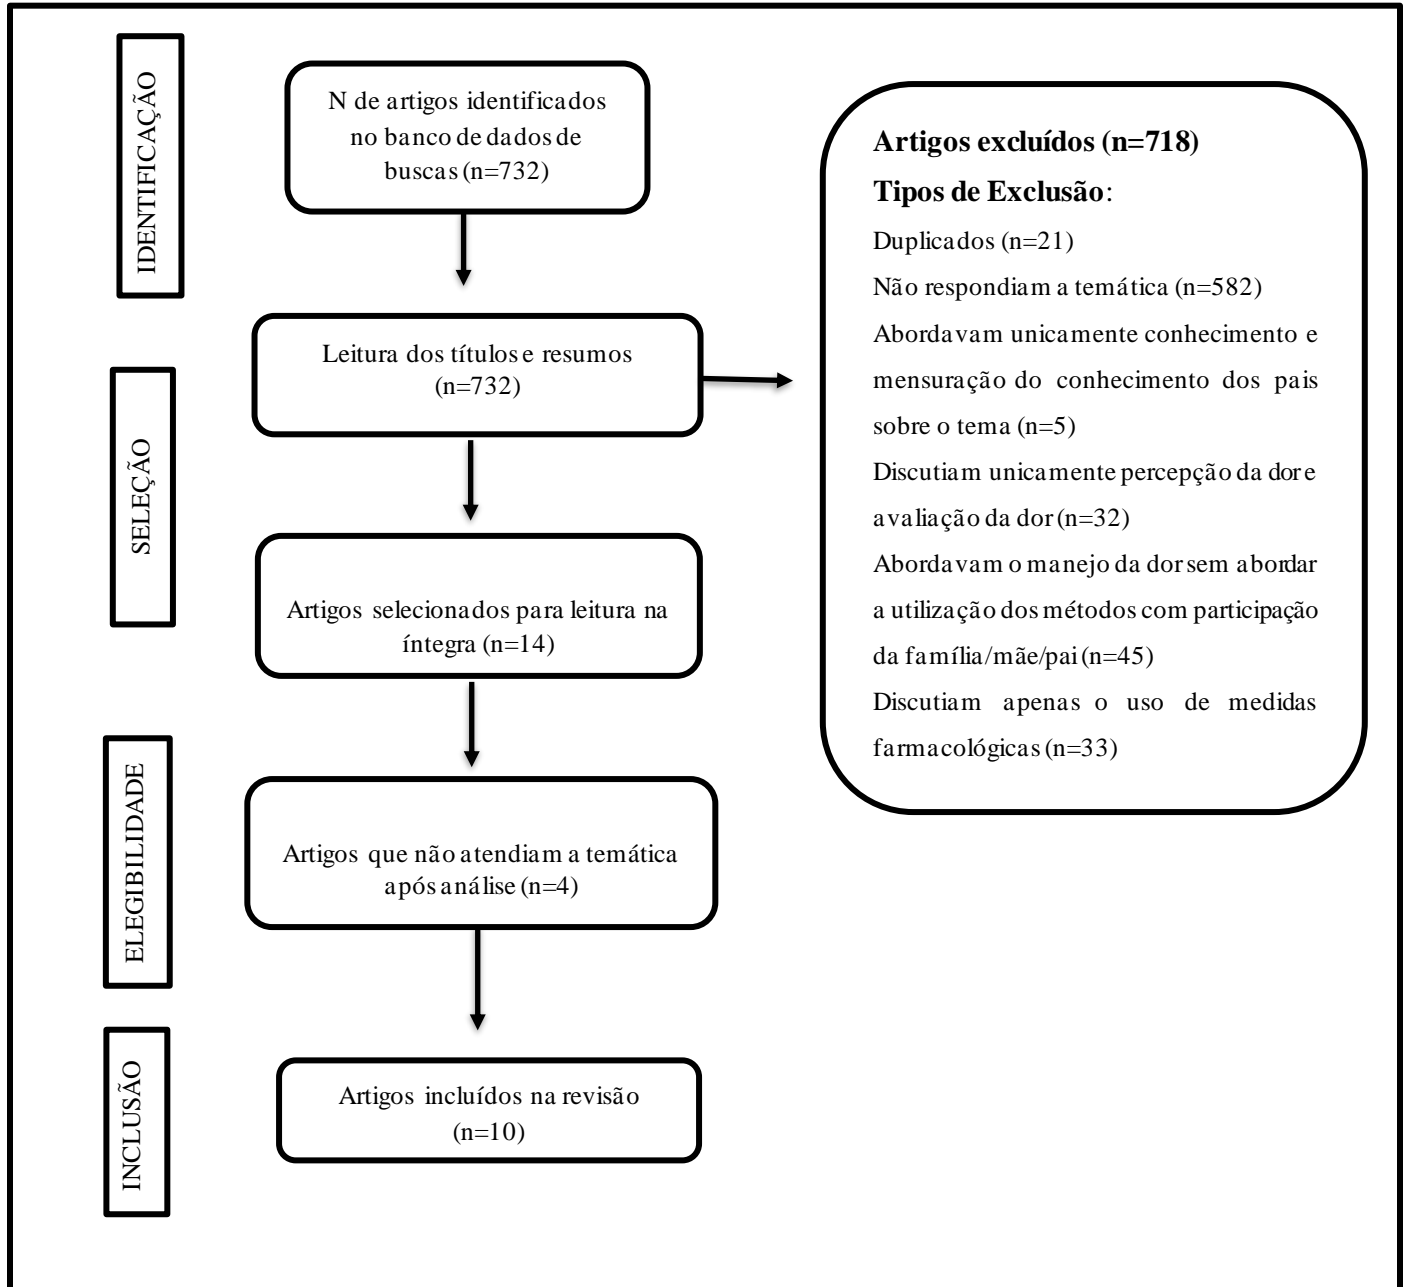 IDENTIFICAÇÃO
N de artigos identificados
no banco de dados de
buscas (n=732)
Leitura dos títulos e resumos
(n=732)
SELEÇÃO
Artigos selecionados para leitura na
íntegra (n=14)
ELEGIBILIDADE
Artigos que não atendiam a temática
após análise (n=4)
INCLUSÃO
Artigos incluídos na revisão
(n=10)
Artigos excluídos (n=718)
Tipos de Exclusão:
Duplicados (n=21)
Não respondiam a temática (n=582)
Abordavam unicamente conhecimento e
mensuração do conhecimento dos pais
sobre o tema (n=5)
Discutiam unicamente percepção da dor e
avaliação da dor (n=32)
Abordavam o manejo da dor sem abordar
a utilização dos métodos com participação
da família/mãe/pai (n=45)
Discutiam apenas o uso de medidas
farmacológicas (n=33)